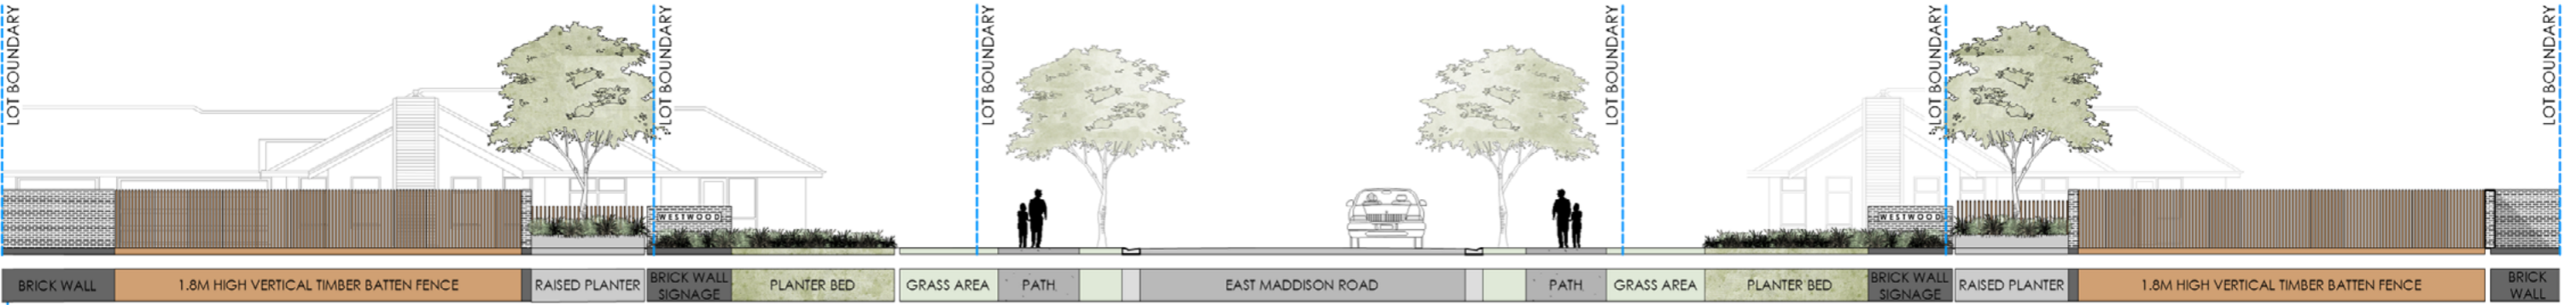 LOT BOUNDARY
LOT BOUNDARY
LOT BOUNDARY
LOT BOUNDARY
LOT BOUNDARY
LOT BOUNDARY
WESTWOOD
WESTWOOD
BRICK WALL
1.8M HIGH VERTICAL TIMBER BATTEN FENCE
RAISED PLANTER
BRICK WALL
SIGNAGE
PLANTER BED
GRASS AREA
PATH
EAST MADDISON ROAD
PATH
GRASS AREA
PLANTER BED
BRICK WALL
SIGNAGE
RAISED PLANTER
1.8M HIGH VERTICAL TIMBER BATTEN FENCE
BRICK
WALL